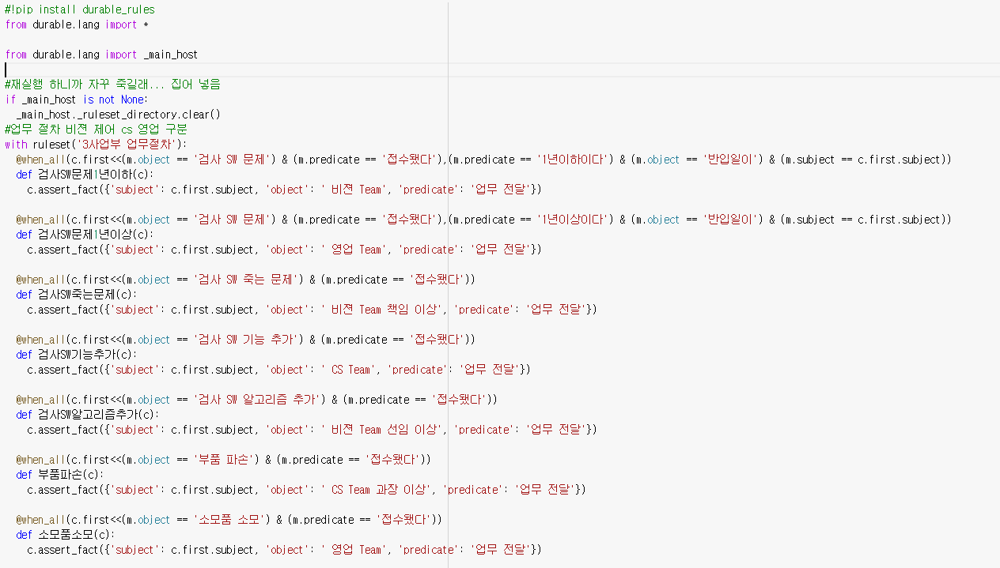 #!pip install durable_rules
from durable.lang import *
from durable.lang import _main_host
#재실행 하니까 자꾸 죽길래... 집어 넣음
if _main_host is not None:
  _main_host._ruleset_directory.clear()
#업무 절차 비젼 제어 cs 영업 구분
with ruleset('3사업부 업무절차'):
  @when_all(c.first<<(m.object == '검사 SW 문제') & (m.predicate == '접수됐다'),(m.predicate == '1년이하이다') & (m.object == '반입일이') & (m.subject == c.first.subject))
  def 검사SW문제1년이하(c):
    c.assert_fact({'subject': c.first.subject, 'object': ' 비젼 Team', 'predicate': '업무 전달'})
  @when_all(c.first<<(m.object == '검사 SW 문제') & (m.predicate == '접수됐다'),(m.predicate == '1년이상이다') & (m.object == '반입일이') & (m.subject == c.first.subject))
  def 검사SW문제1년이상(c):
    c.assert_fact({'subject': c.first.subject, 'object': ' 영업 Team', 'predicate': '업무 전달'})
  @when_all(c.first<<(m.object == '검사 SW 죽는 문제') & (m.predicate == '접수됐다'))
  def 검사SW죽는문제(c):
    c.assert_fact({'subject': c.first.subject, 'object': ' 비젼 Team 책임 이상', 'predicate': '업무 전달'})
  @when_all(c.first<<(m.object == '검사 SW 기능 추가') & (m.predicate == '접수됐다'))
  def 검사SW기능추가(c):
    c.assert_fact({'subject': c.first.subject, 'object': ' CS Team', 'predicate': '업무 전달'})
  @when_all(c.first<<(m.object == '검사 SW 알고리즘 추가') & (m.predicate == '접수됐다'))
  def 검사SW알고리즘추가(c):
    c.assert_fact({'subject': c.first.subject, 'object': ' 비젼 Team 선임 이상', 'predicate': '업무 전달'})
  @when_all(c.first<<(m.object == '부품 파손') & (m.predicate == '접수됐다'))
  def 부품파손(c):
    c.assert_fact({'subject': c.first.subject, 'object': ' CS Team 과장 이상', 'predicate': '업무 전달'})
  @when_all(c.first<<(m.object == '소모품 소모') & (m.predicate == '접수됐다'))
  def 소모품소모(c):
    c.assert_fact({'subject': c.first.subject, 'object': ' 영업 Team', 'predicate': '업무 전달'})